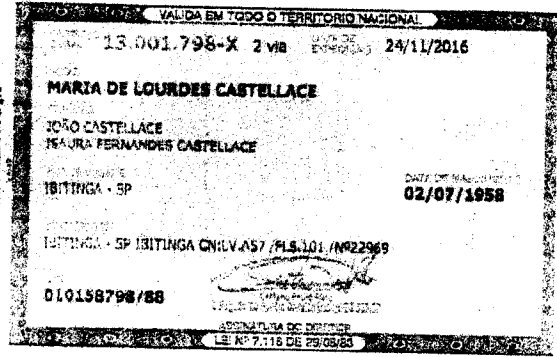 VALIDA EM TODO O TERRITORIO NACIONAL
13.001.798-X 2 via 24/11/2016
MARIA DE LOURDES CASTELLACE
JOÃO CASTELLACE
ISAURA FERNANDES CASTELLACE
IBITINGA - SP
02/07/1958
IBITINGA - SP IBITINGA CN:LV.A57 /FLS.101 /Nº22969
010158798/88
ASSINATURA DO DIRETOR
LEI Nº 7.116 DE 29/08/83